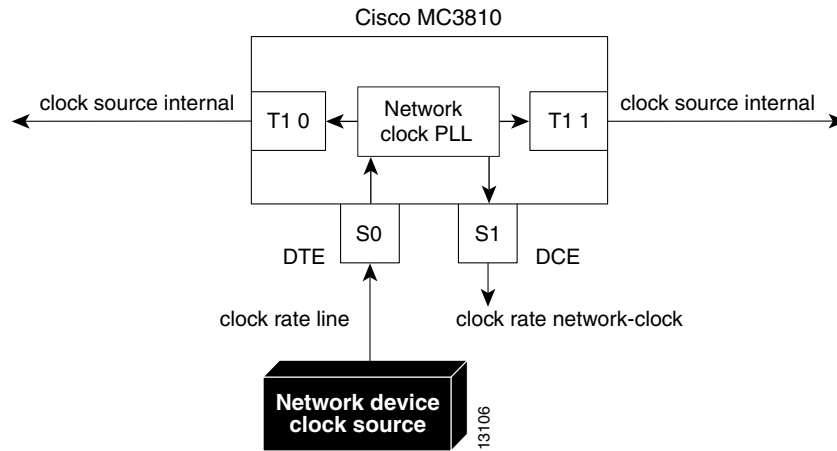 Cisco MC3810
clock source internal
T1 0
Network
clock PLL
T1 1
clock source internal
DTE
S0
S1
DCE
clock rate line
clock rate network-clock
Network device
clock source
13106